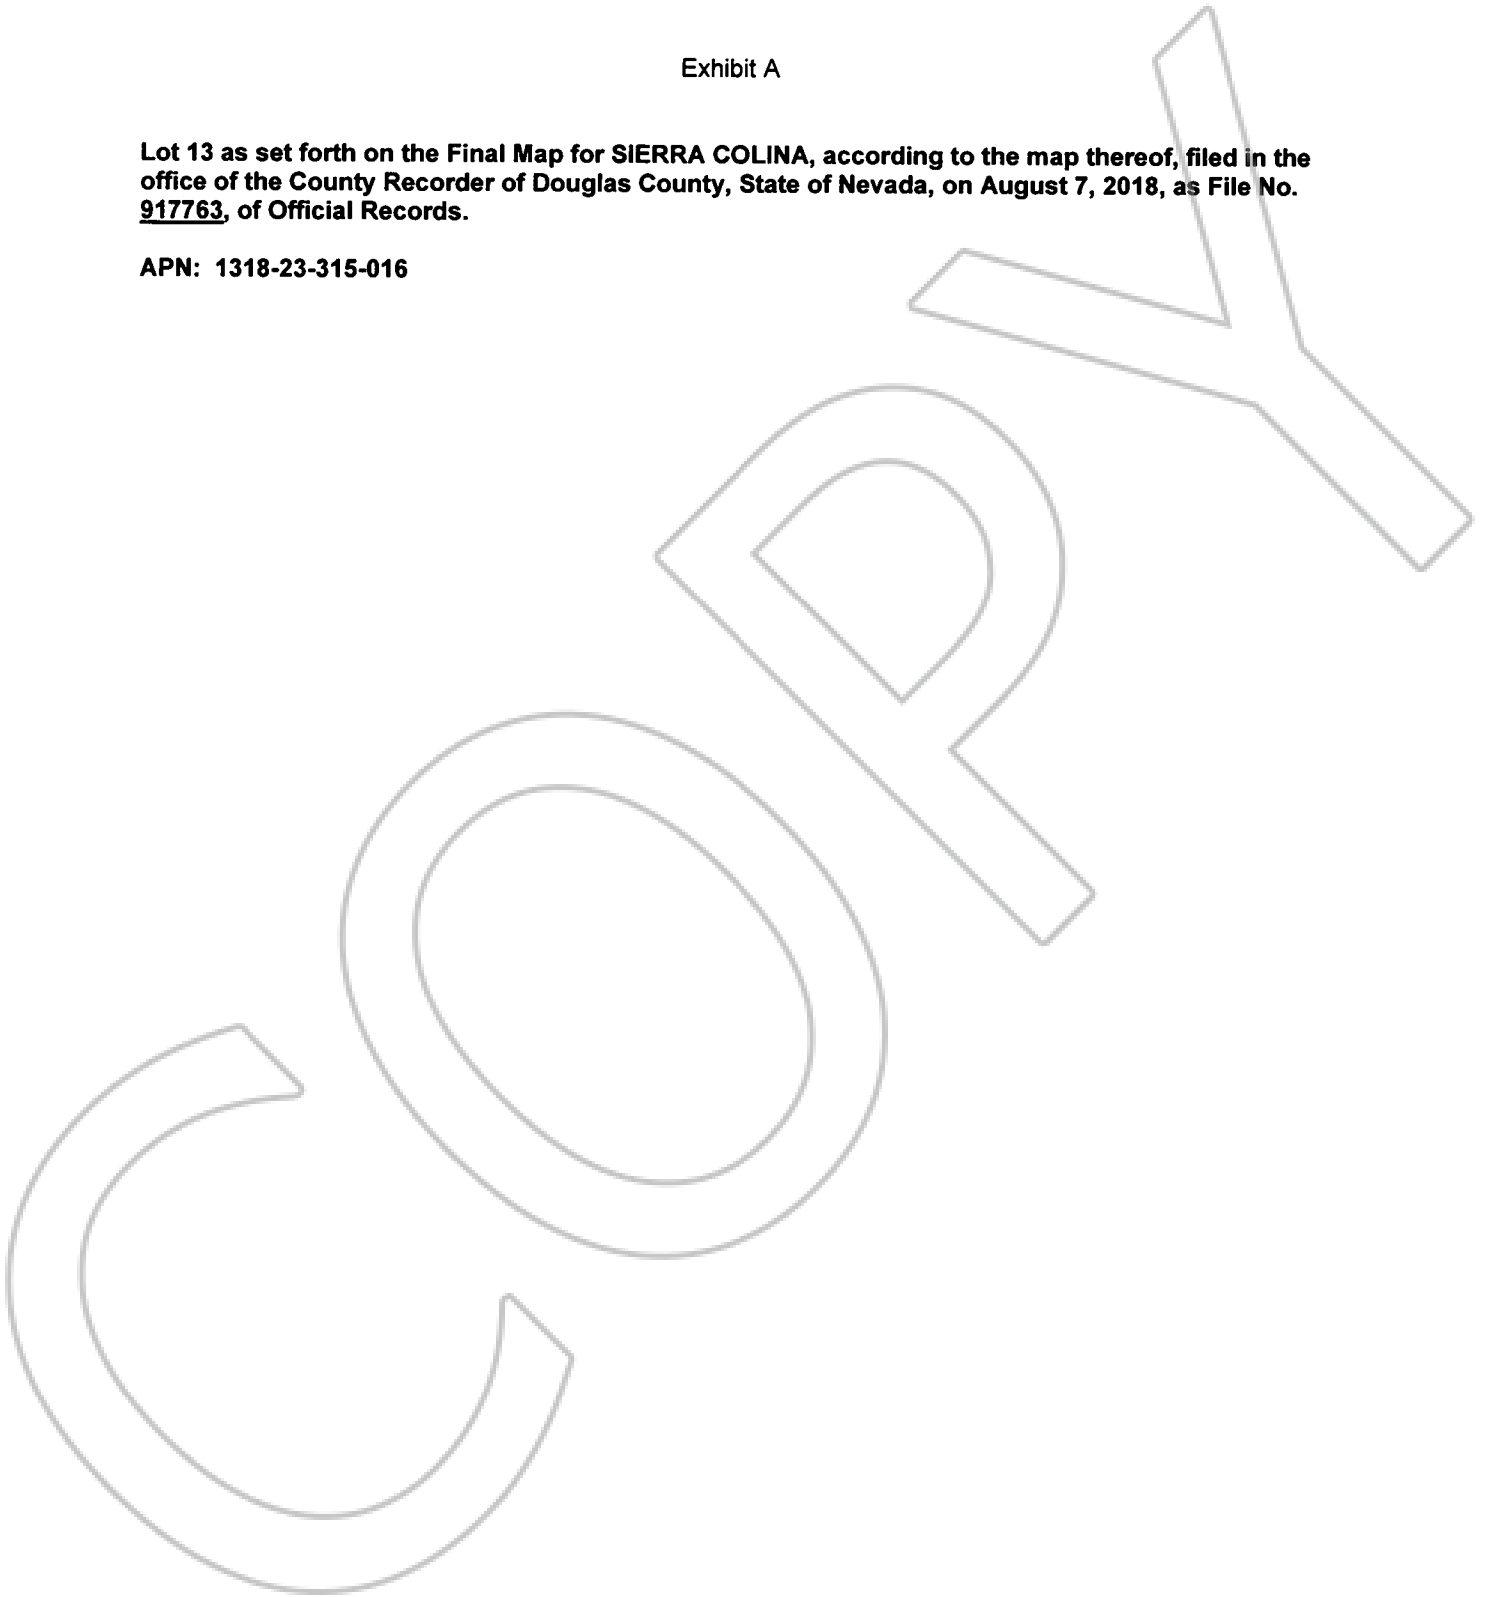 Exhibit A
Lot 13 as set forth on the Final Map for SIERRA COLINA, according to the map thereof, filed in the
office of the County Recorder of Douglas County, State of Nevada, on August 7, 2018, as File No.
917763, of Official Records.
APN: 1318-23-315-016
COPY